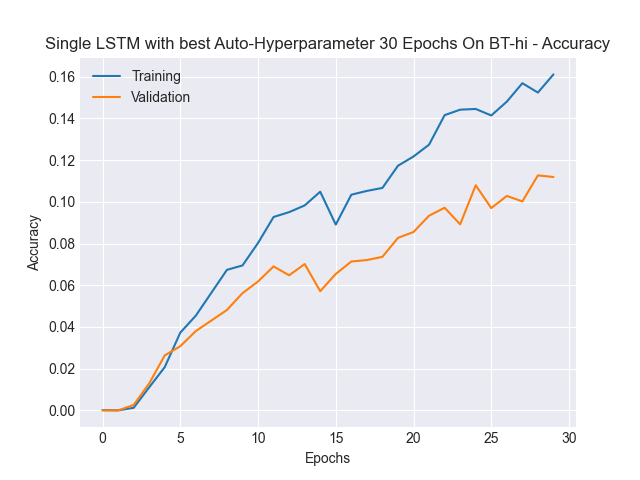 Single LSTM with best Auto-Hyperparameter 30 Epochs On BT-hi - Accuracy
Training
Validation
0.16
0.14
0.12
0.10
0.08
0.06
0.04
0.02
0.00
Accuracy
0 5 10 15 20 25 30
Epochs